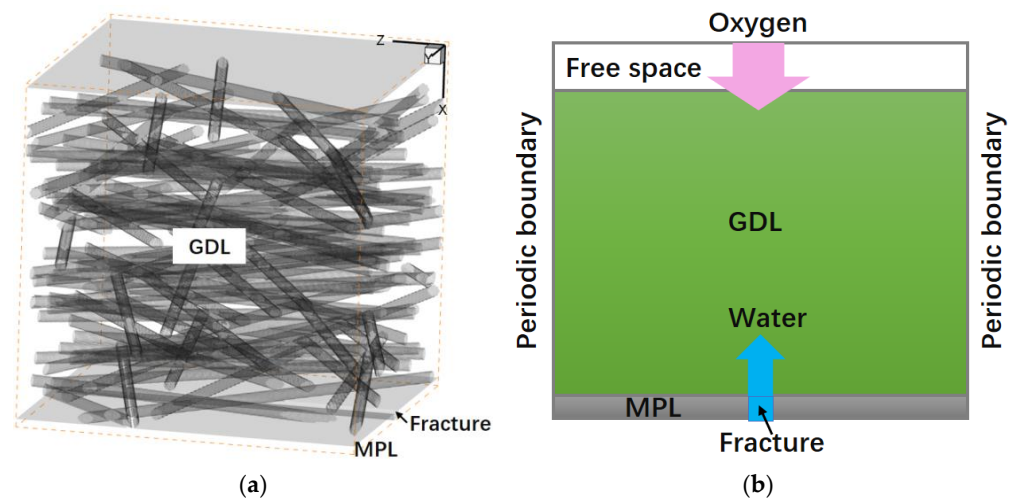 Z
Y
X
GDL
Fracture
MPL
(a)
Oxygen
Free space
Periodic boundary
GDL
Water
MPL
Fracture
Periodic boundary
(b)